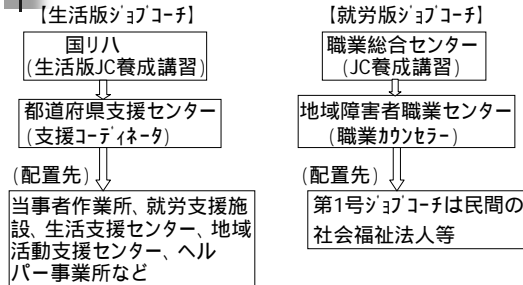 【生活版ｼﾞｮﾌﾞｺｰﾁ】
国リハ
(生活版JC養成講習)
都道府県支援センター
(支援ｺｰﾃﾞｨﾈｰﾀ)
(配置先)
当事者作業所、就労支援施
設、生活支援センター、地域
活動支援センター、ヘル
パー事業所など
【就労版ｼﾞｮﾌﾞｺｰﾁ】
職業総合センター
(JC養成講習)
地域障害者職業センター
(職業ｶｳﾝｾﾗｰ)
(配置先)
第1号ｼﾞｮﾌﾞｺｰﾁは民間の
社会福祉法人等